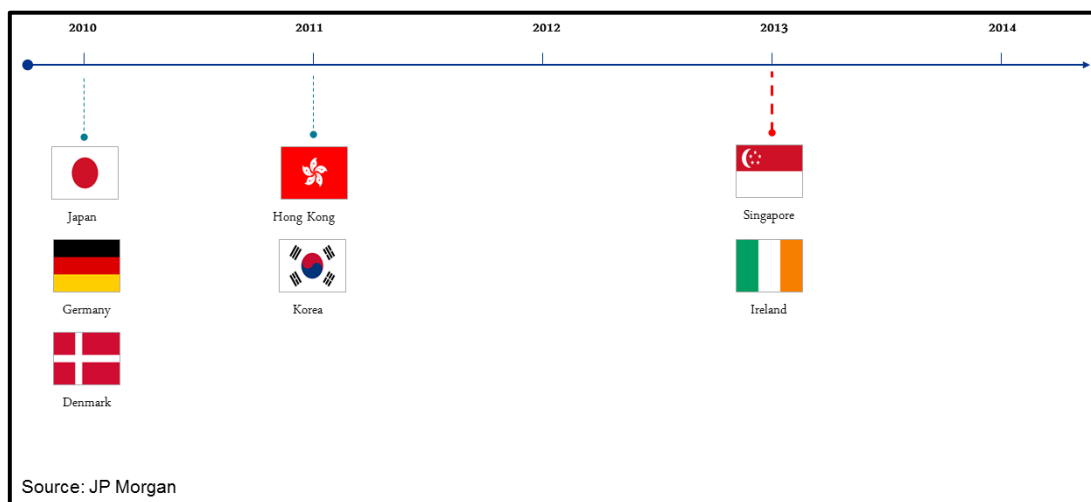 2010 2011 2012 2013 2014
Japan Hong Kong Singapore
Germany Korea Ireland
Denmark
Source: JP Morgan